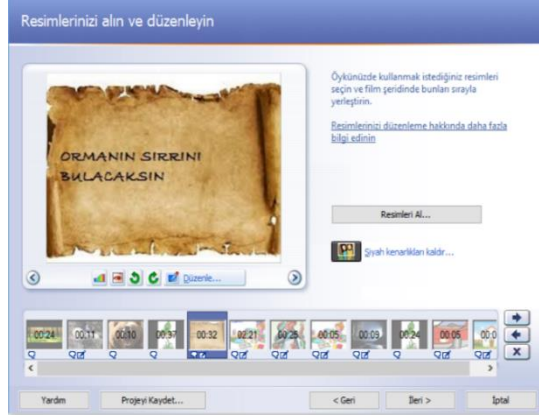 Resimlerinizi alın ve düzenleyin
Öykünüzde kullanmak istediğiniz resimleri
seçin ve film şeridinde bunları sırayla
yerleştirin.
Resimlerinizi düzenleme hakkında daha fazla
bilgi edinin
ORMANIN SIRRINI
BULACAKSIN
Resimleri Al...
Siyah kenarlıkları kaldır...
Düzenle...
00:24 00:11 00:10 00:37 00:32 02:21 00:25 00:05 00:09 00:24 00:05 00:0
Yardım Projeyi Kaydet... < Geri İleri > İptal